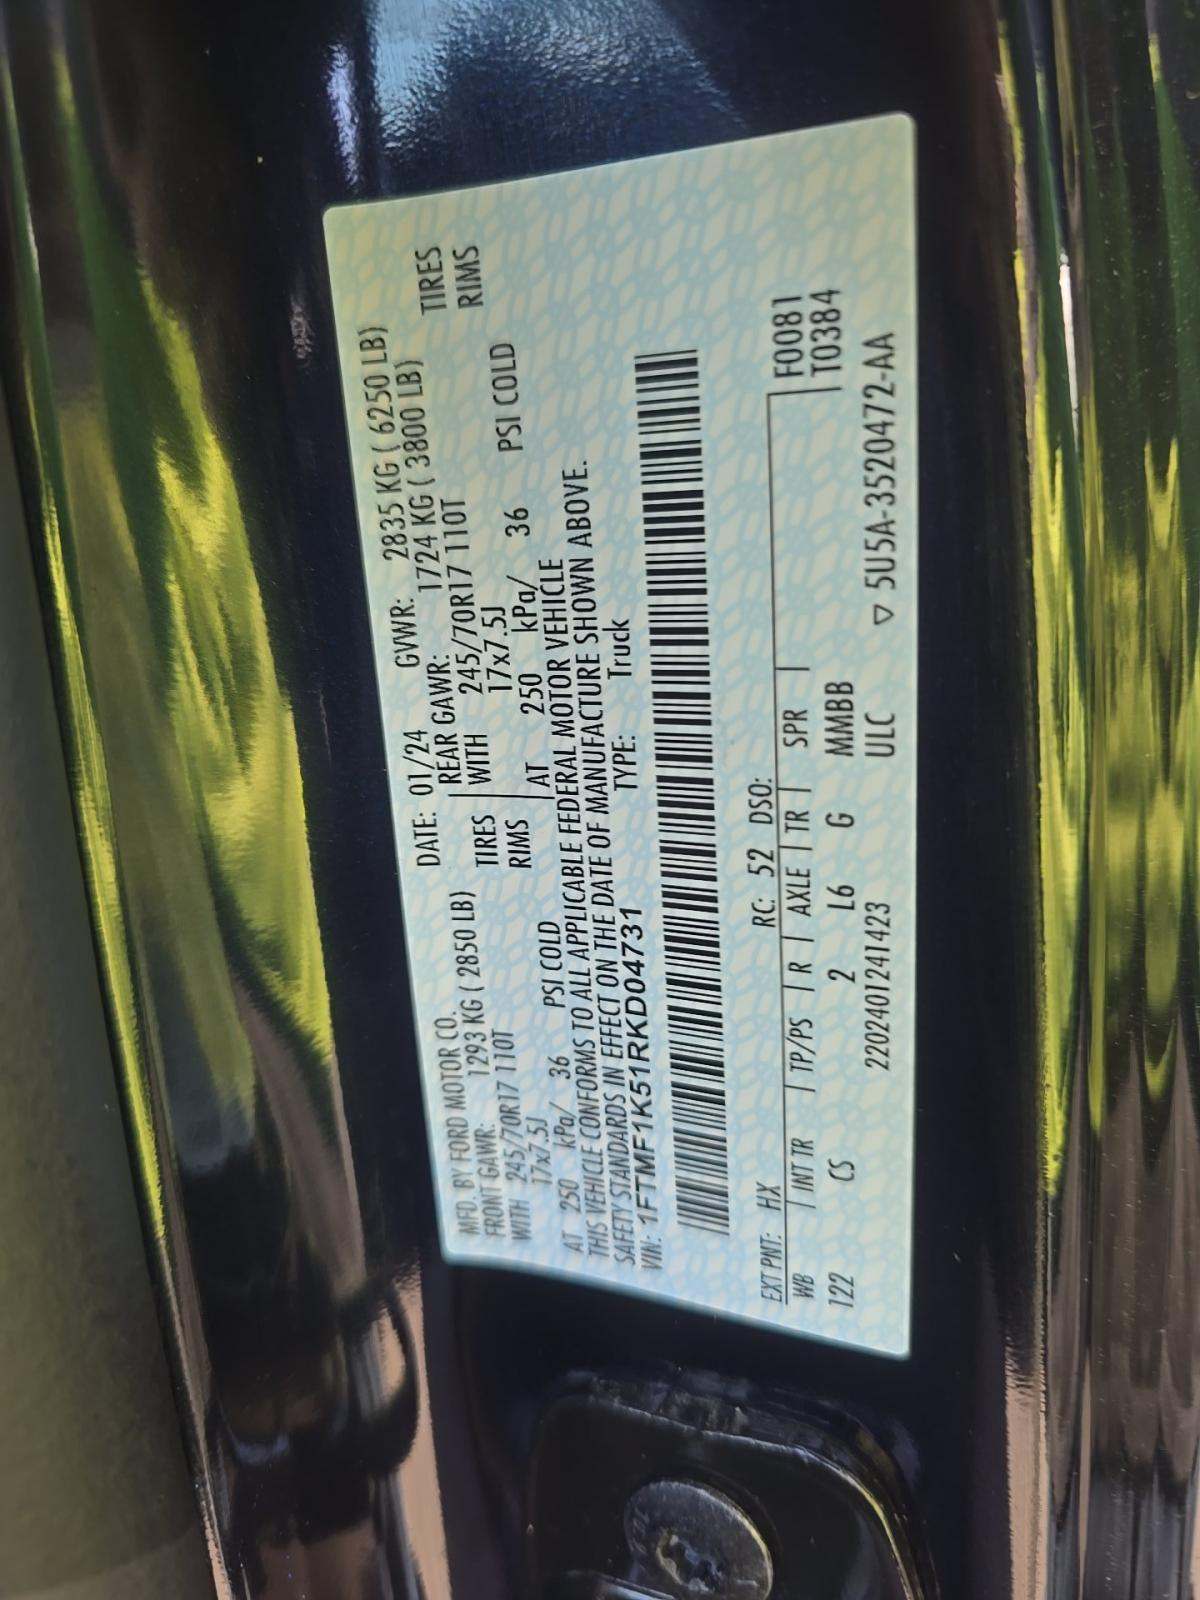 MFD. BY FORD MOTOR CO.
DATE: 01/24 GVWR: 2835 KG ( 6250 LB)
FRONT GAWR: 1293 KG ( 2850 LB) REAR GAWR: 1724 KG ( 3800 LB)
WITH 245/70R17 110T TIRES WITH 245/70R17 110T TIRES
17x7.5J RIMS 17x7.5J RIMS
AT 250 kPa/ 36 PSI COLD AT 250 kPa/ 36 PSI COLD
THIS VEHICLE CONFORMS TO ALL APPLICABLE FEDERAL MOTOR VEHICLE
SAFETY STANDARDS IN EFFECT ON THE DATE OF MANUFACTURE SHOWN ABOVE.
VIN: 1FTMF1K51RKD04731 TYPE: Truck
EXT PNT: HX RC: 52 DSO:
WB | INT TR | TP/PS | R | AXLE | TR | SPR | F0081
122 CS 2 L6 G MMBB | T0384
2202401241423 ULC ▽ 5U5A-3520472-AA